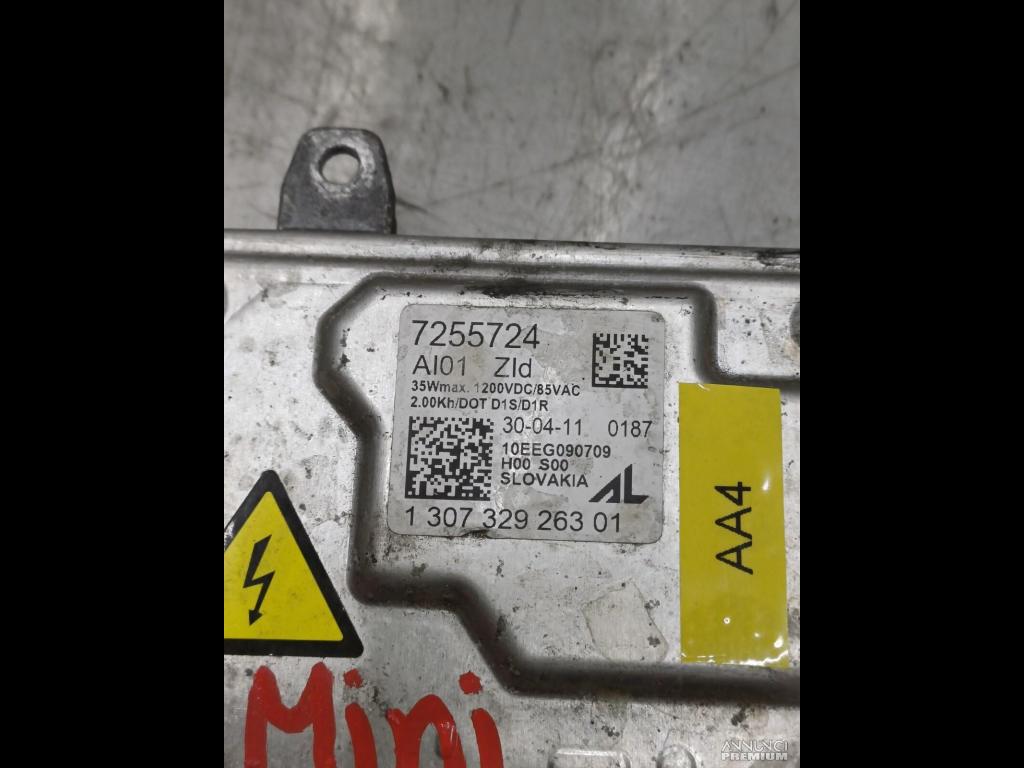 7255724
AI01 ZId
35Wmax. 1200VDC/85VAC
2.00Kh/DOT D1S/D1R
30-04-11 0187
10EEG090709
H00 S00
SLOVAKIA AL
1 307 329 263 01
AA4
Mini
ANNUNCI
PREMIUM